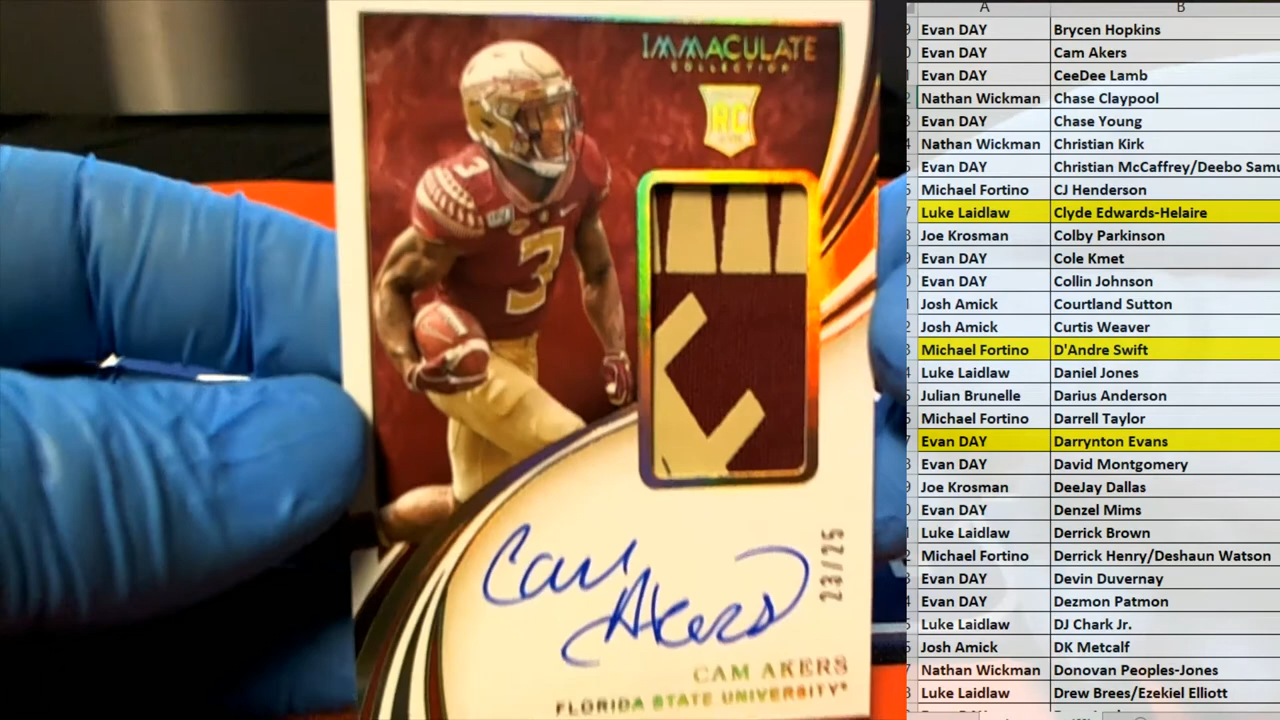 IMMACULATE
COLLECTION
RC
3
3
23/25
Cam
Akers
CAM AKERS
FLORIDA STATE UNIVERSITY
A B
Evan DAY Brycen Hopkins
Evan DAY Cam Akers
Evan DAY CeeDee Lamb
Nathan Wickman Chase Claypool
Evan DAY Chase Young
Nathan Wickman Christian Kirk
Evan DAY Christian McCaffrey/Deebo Samu
Michael Fortino CJ Henderson
Luke Laidlaw Clyde Edwards-Helaire
Joe Krosman Colby Parkinson
Evan DAY Cole Kmet
Evan DAY Collin Johnson
Josh Amick Courtland Sutton
Josh Amick Curtis Weaver
Michael Fortino D'Andre Swift
Luke Laidlaw Daniel Jones
Julian Brunelle Darius Anderson
Michael Fortino Darrell Taylor
Evan DAY Darrynton Evans
Evan DAY David Montgomery
Joe Krosman DeeJay Dallas
Evan DAY Denzel Mims
Luke Laidlaw Derrick Brown
Michael Fortino Derrick Henry/Deshaun Watson
Evan DAY Devin Duvernay
Evan DAY Dezmon Patmon
Luke Laidlaw DJ Chark Jr.
Josh Amick DK Metcalf
Nathan Wickman Donovan Peoples-Jones
Luke Laidlaw Drew Brees/Ezekiel Elliott